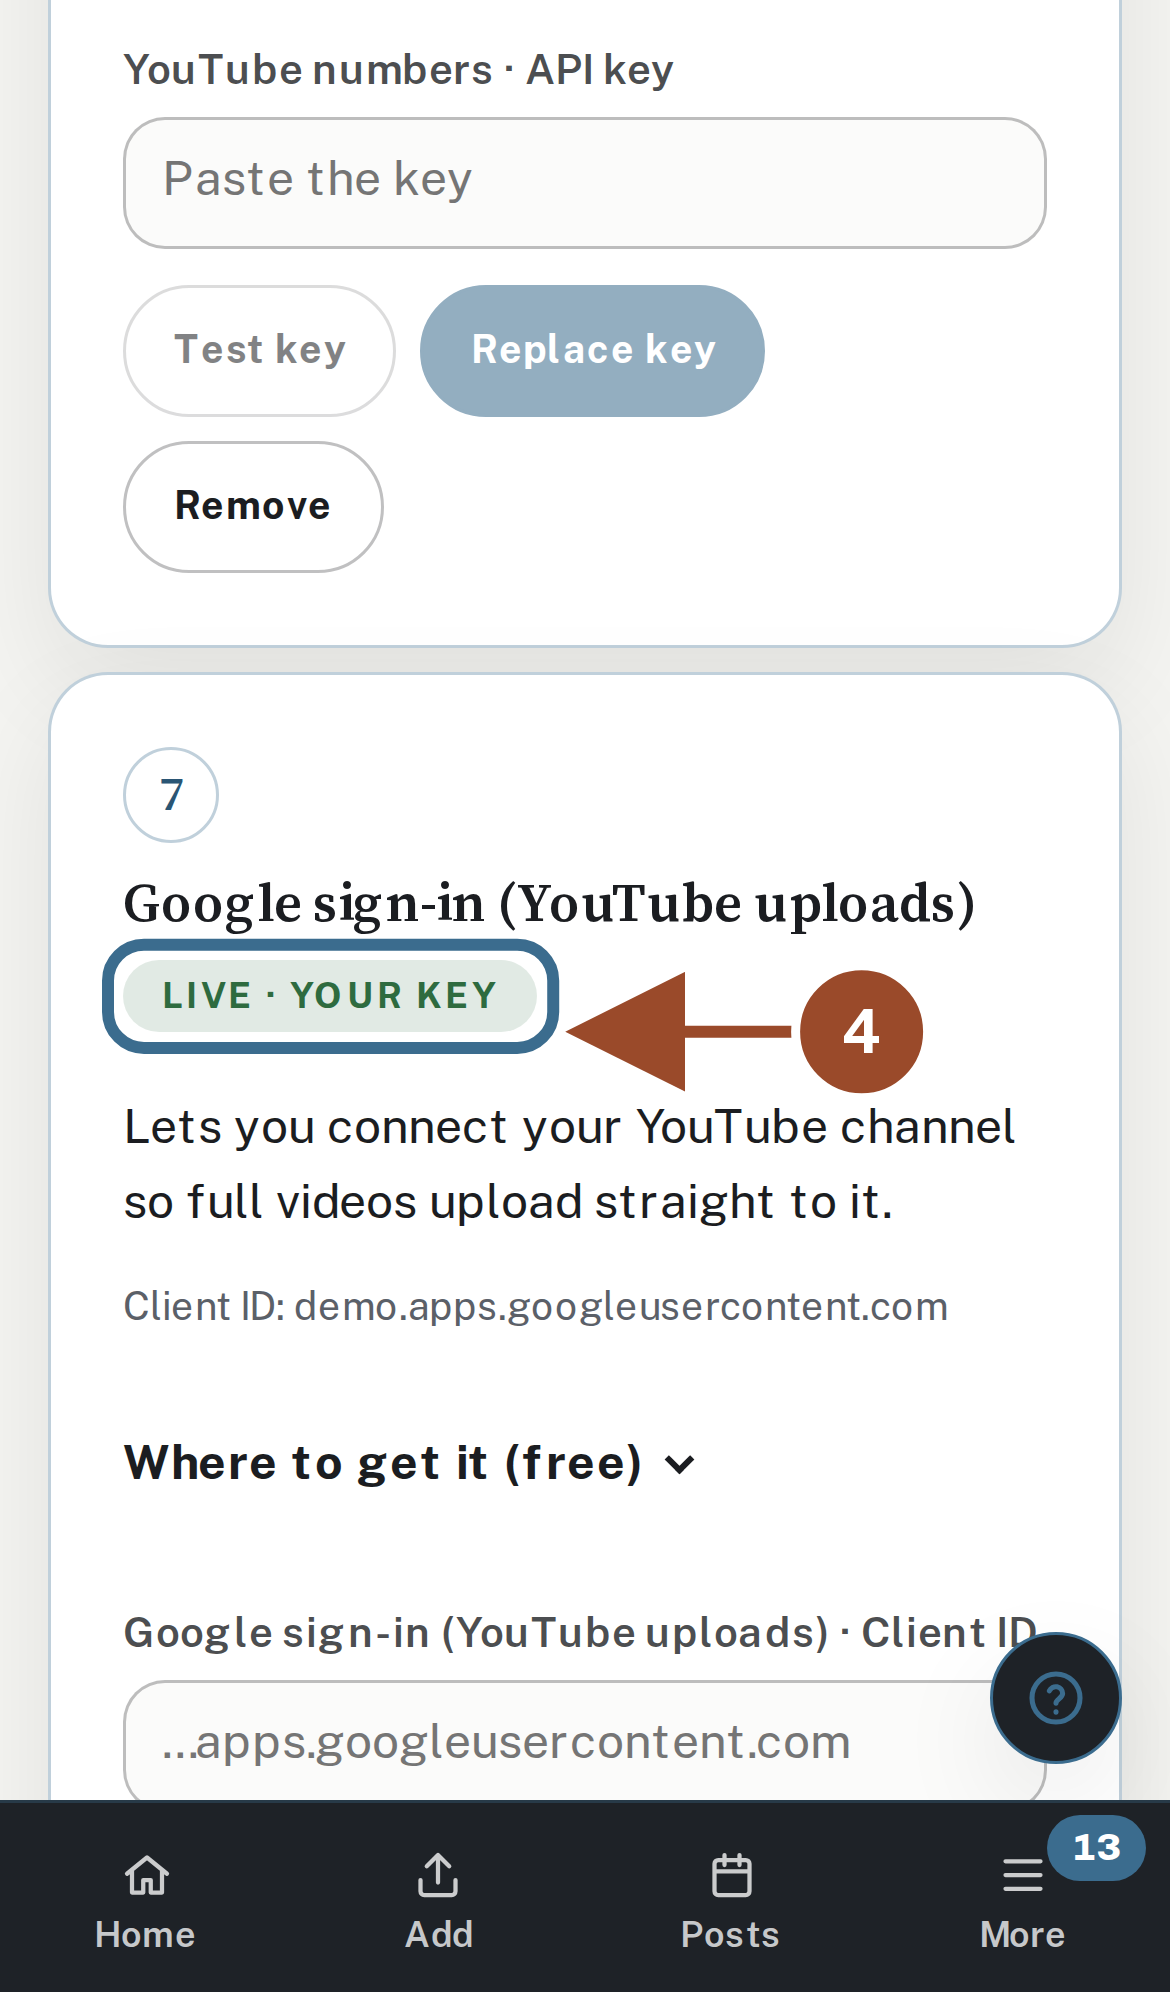 YouTube numbers · API key
Paste the key
Test key
Replace key
Remove
7
Google sign-in (YouTube uploads)
LIVE · YOUR KEY
4
Lets you connect your YouTube channel
so full videos upload straight to it.
Client ID: demo.apps.googleusercontent.com
Where to get it (free)
Google sign-in (YouTube uploads) · Client ID
...apps.googleusercontent.com
?
13
Home
Add
Posts
More